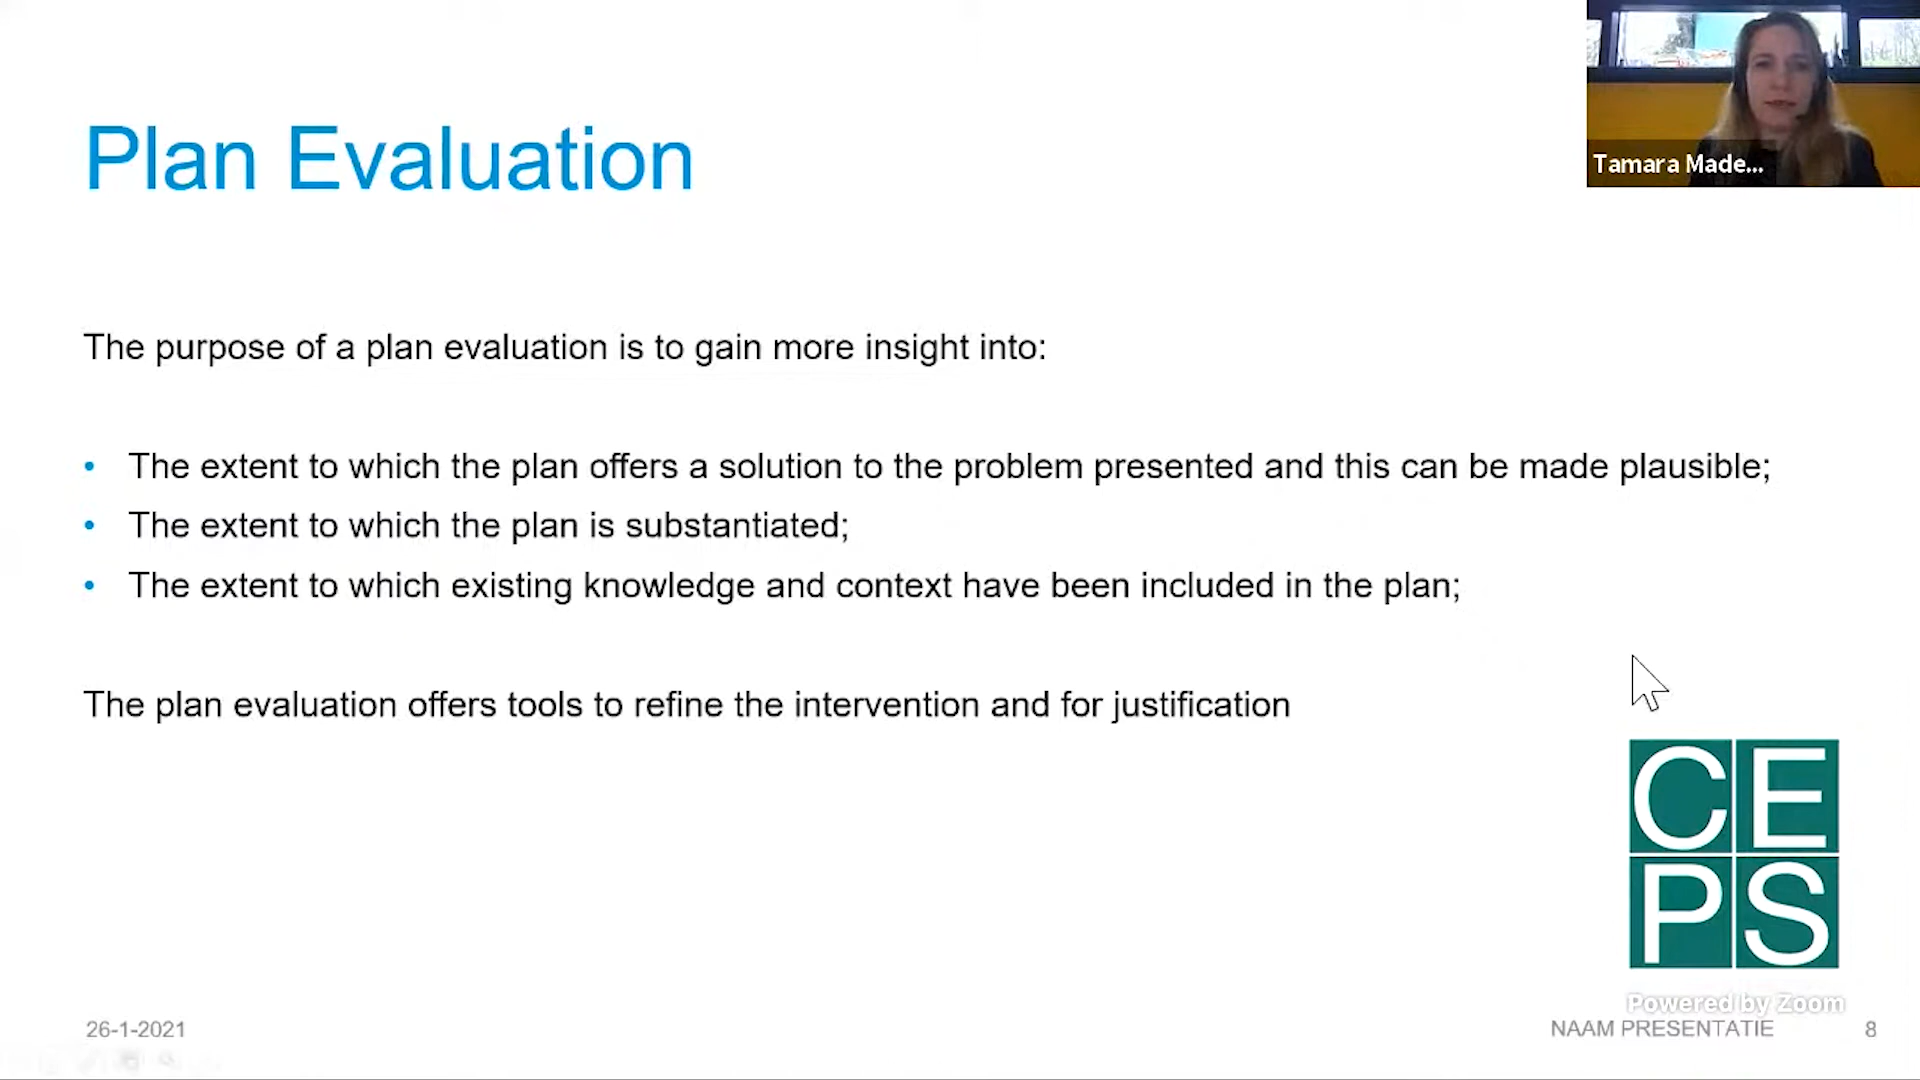 Plan Evaluation
Tamara Made...
The purpose of a plan evaluation is to gain more insight into:
• The extent to which the plan offers a solution to the problem presented and this can be made plausible;
• The extent to which the plan is substantiated;
• The extent to which existing knowledge and context have been included in the plan;
The plan evaluation offers tools to refine the intervention and for justification
CE
PS
Powered by Zoom
26-1-2021
NAAM PRESENTATIE
8